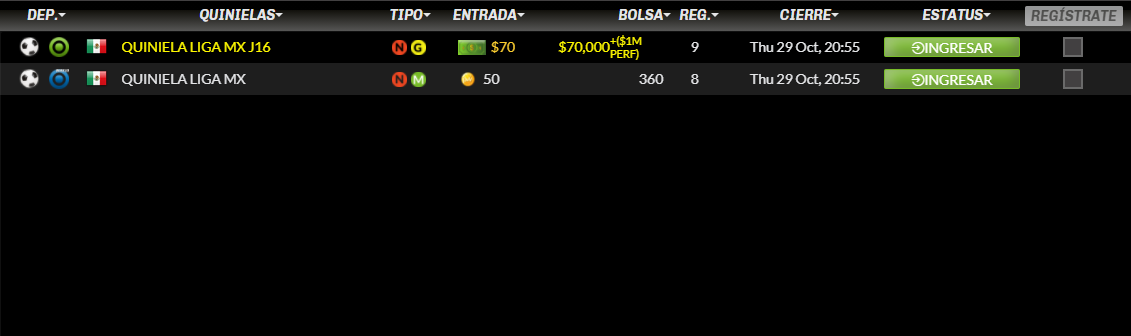 DEP. QUINIELAS TIPO ENTRADA BOLSA REG. CIERRE ESTATUS REGÍSTRATE
QUINIELA LIGA MX J16 N G $70 $70,000 +($1M PERF) 9 Thu 29 Oct, 20:55 INGRESAR
QUINIELA LIGA MX N M 50 360 8 Thu 29 Oct, 20:55 INGRESAR